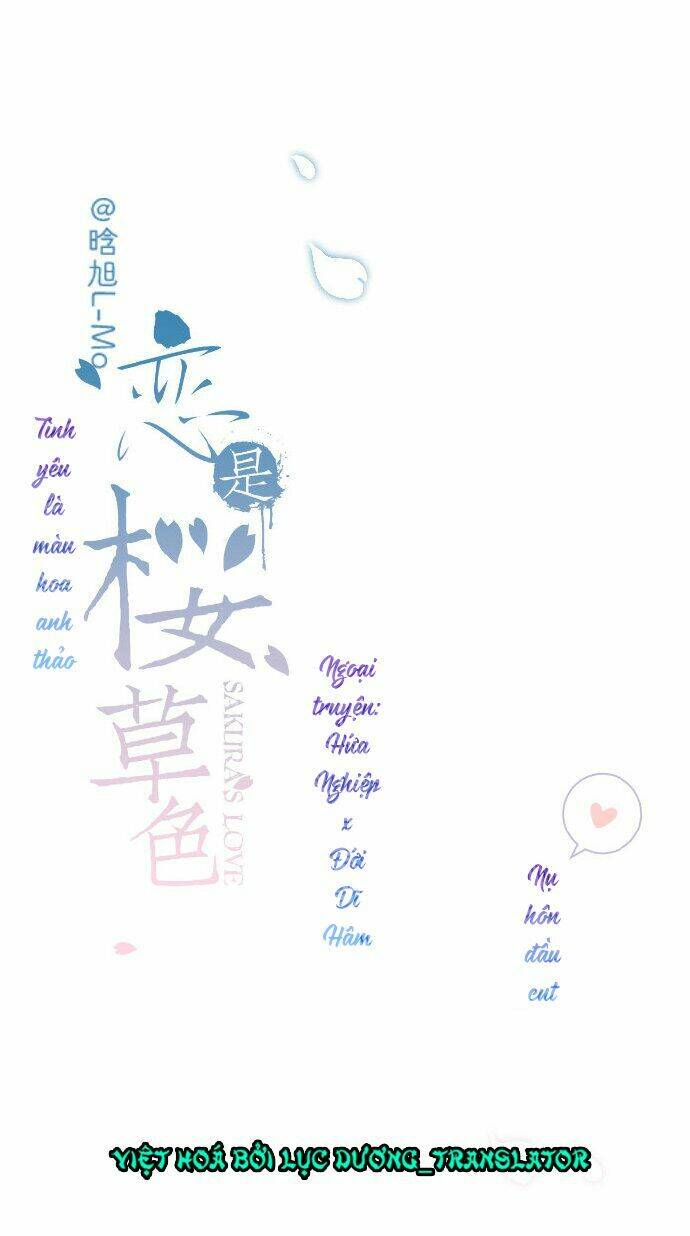 @晗旭L-Mo
恋是桜草色
SAKURA'S LOVE
Tình
yêu
là
màu
hoa
anh
thảo
Ngoại
truyện:
Hứa
Nghiệp
x
Đới
Dĩ
Hâm
Nụ
hôn
đầu
cut
VIỆT HOÁ BỞI LỤC DƯƠNG_TRANSLATOR